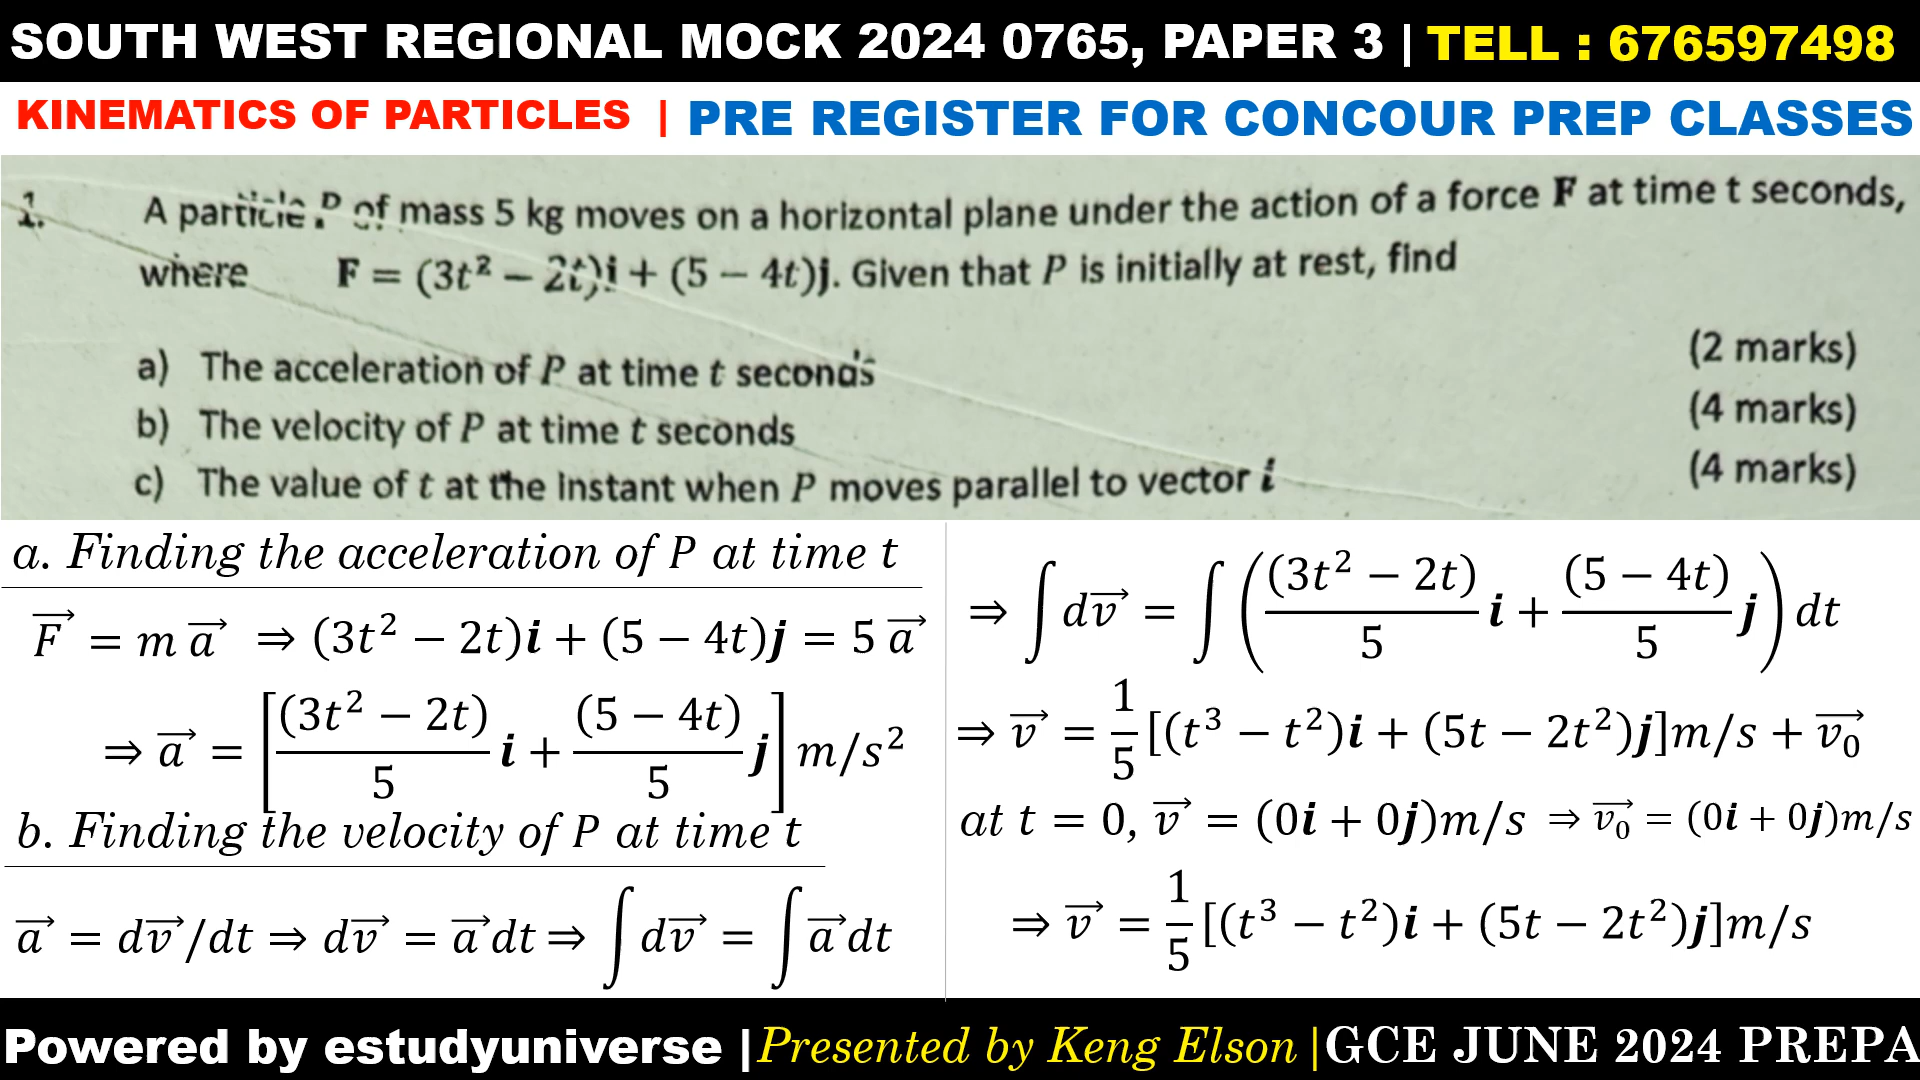 SOUTH WEST REGIONAL MOCK 2024 0765, PAPER 3 | TELL : 676597498
KINEMATICS OF PARTICLES | PRE REGISTER FOR CONCOUR PREP CLASSES
1. A particle P of mass 5 kg moves on a horizontal plane under the action of a force F at time t seconds,
where F = (3t² − 2t)i + (5 − 4t)j. Given that P is initially at rest, find
a) The acceleration of P at time t seconds (2 marks)
b) The velocity of P at time t seconds (4 marks)
c) The value of t at the instant when P moves parallel to vector i (4 marks)
a. Finding the acceleration of P at time t
F⃗ = m a⃗ ⇒ (3t² − 2t)i + (5 − 4t)j = 5 a⃗
⇒ a⃗ = [(3t² − 2t)/5 i + (5 − 4t)/5 j] m/s²
b. Finding the velocity of P at time t
a⃗ = dv⃗/dt ⇒ dv⃗ = a⃗dt ⇒ ∫dv⃗ = ∫a⃗dt
⇒ ∫dv⃗ = ∫((3t² − 2t)/5 i + (5 − 4t)/5 j) dt
⇒ v⃗ = 1/5[(t³ − t²)i + (5t − 2t²)j]m/s + v₀⃗
at t = 0, v⃗ = (0i + 0j)m/s ⇒ v₀⃗ = (0i + 0j)m/s
⇒ v⃗ = 1/5[(t³ − t²)i + (5t − 2t²)j]m/s
Powered by estudyuniverse |Presented by Keng Elson |GCE JUNE 2024 PREPA